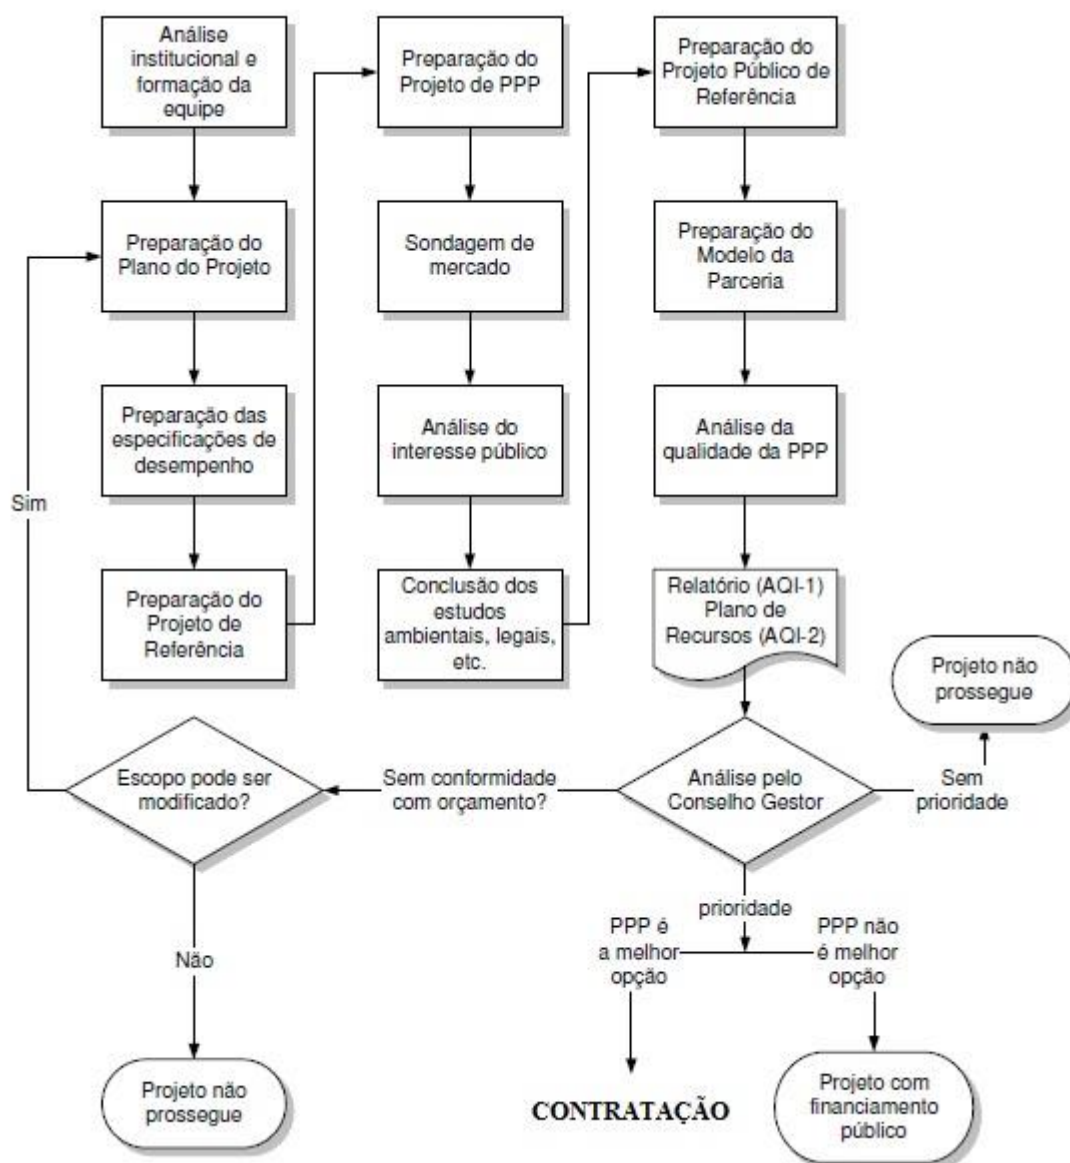 Análise
institucional e
formação da
equipe
Preparação do
Plano do Projeto
Preparação das
especificações de
desempenho
Preparação do
Projeto de
Referência
Preparação do
Projeto de PPP
Sondagem de
mercado
Análise do
interesse público
Conclusão dos
estudos
ambientais, legais,
etc.
Preparação do
Projeto Público de
Referência
Preparação do
Modelo da
Parceria
Análise da
qualidade da PPP
Relatório (AQI-1)
Plano de
Recursos (AQI-2)
Análise pelo
Conselho Gestor
Sem
prioridade
Projeto não
prossegue
Sem conformidade
com orçamento?
Escopo pode ser
modificado?
Sim
Não
Projeto não
prossegue
prioridade
PPP é
a melhor
opção
PPP não
é melhor
opção
CONTRATAÇÃO
Projeto com
financiamento
público